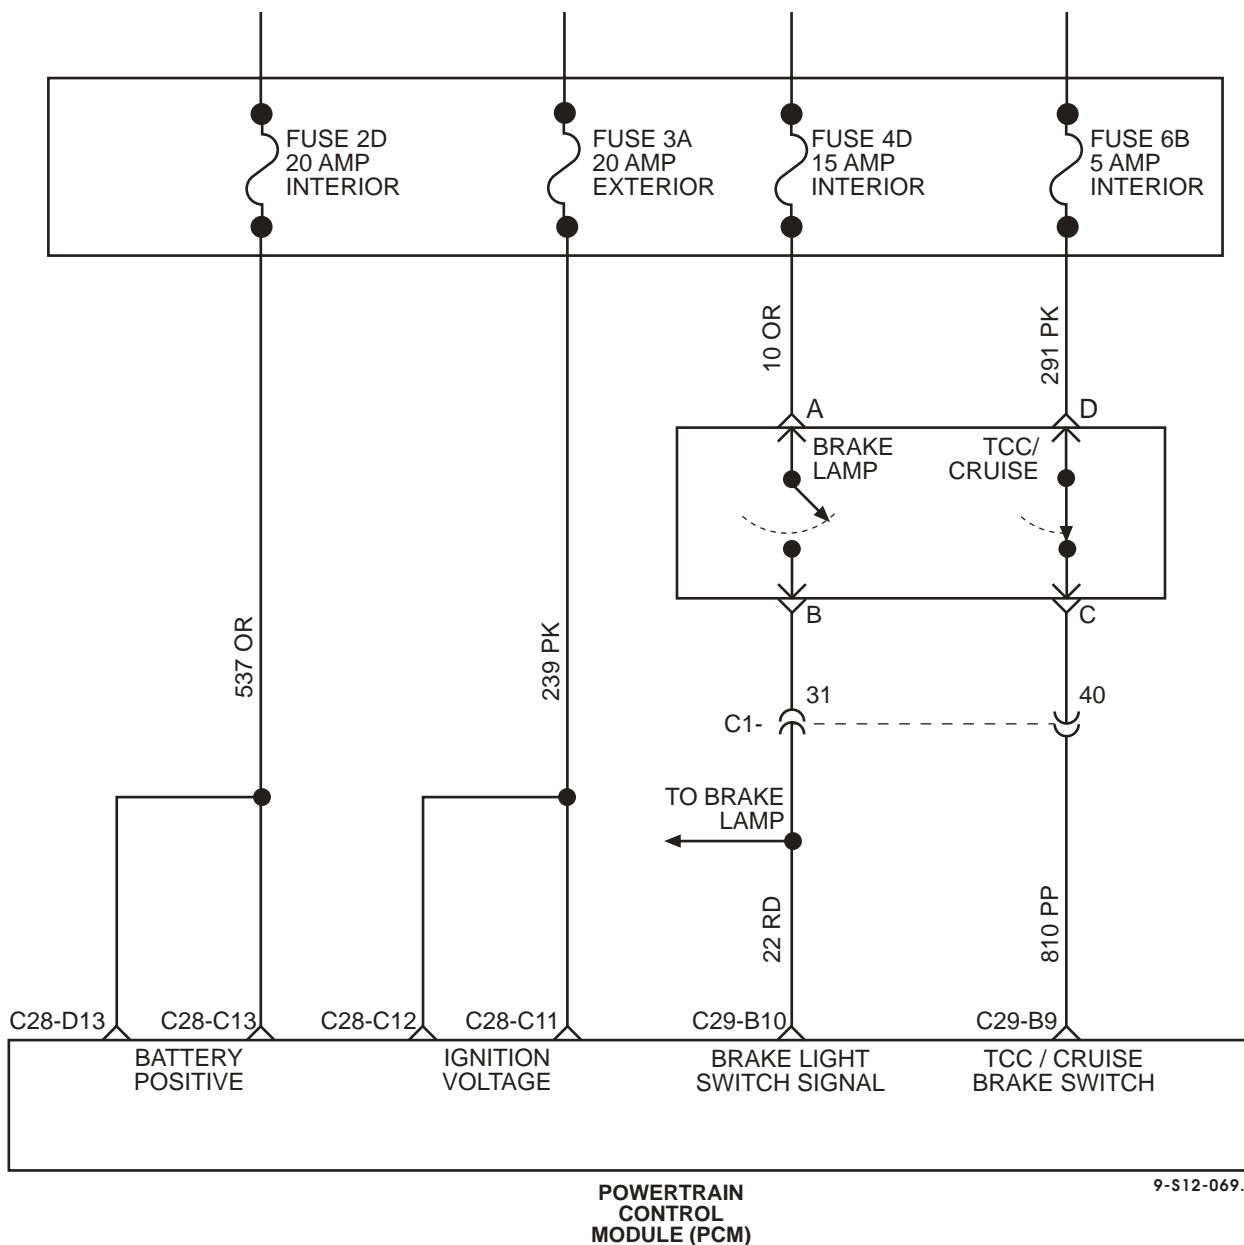 FUSE 2D
20 AMP
INTERIOR
FUSE 3A
20 AMP
EXTERIOR
FUSE 4D
15 AMP
INTERIOR
FUSE 6B
5 AMP
INTERIOR
10 OR
291 PK
A
D
BRAKE
LAMP
TCC/
CRUISE
B
C
537 OR
239 PK
31
40
C1-
TO BRAKE
LAMP
22 RD
810 PP
C28-D13
C28-C13
C28-C12
C28-C11
C29-B10
C29-B9
BATTERY
POSITIVE
IGNITION
VOLTAGE
BRAKE LIGHT
SWITCH SIGNAL
TCC / CRUISE
BRAKE SWITCH
POWERTRAIN
CONTROL
MODULE (PCM)
9-S12-069.